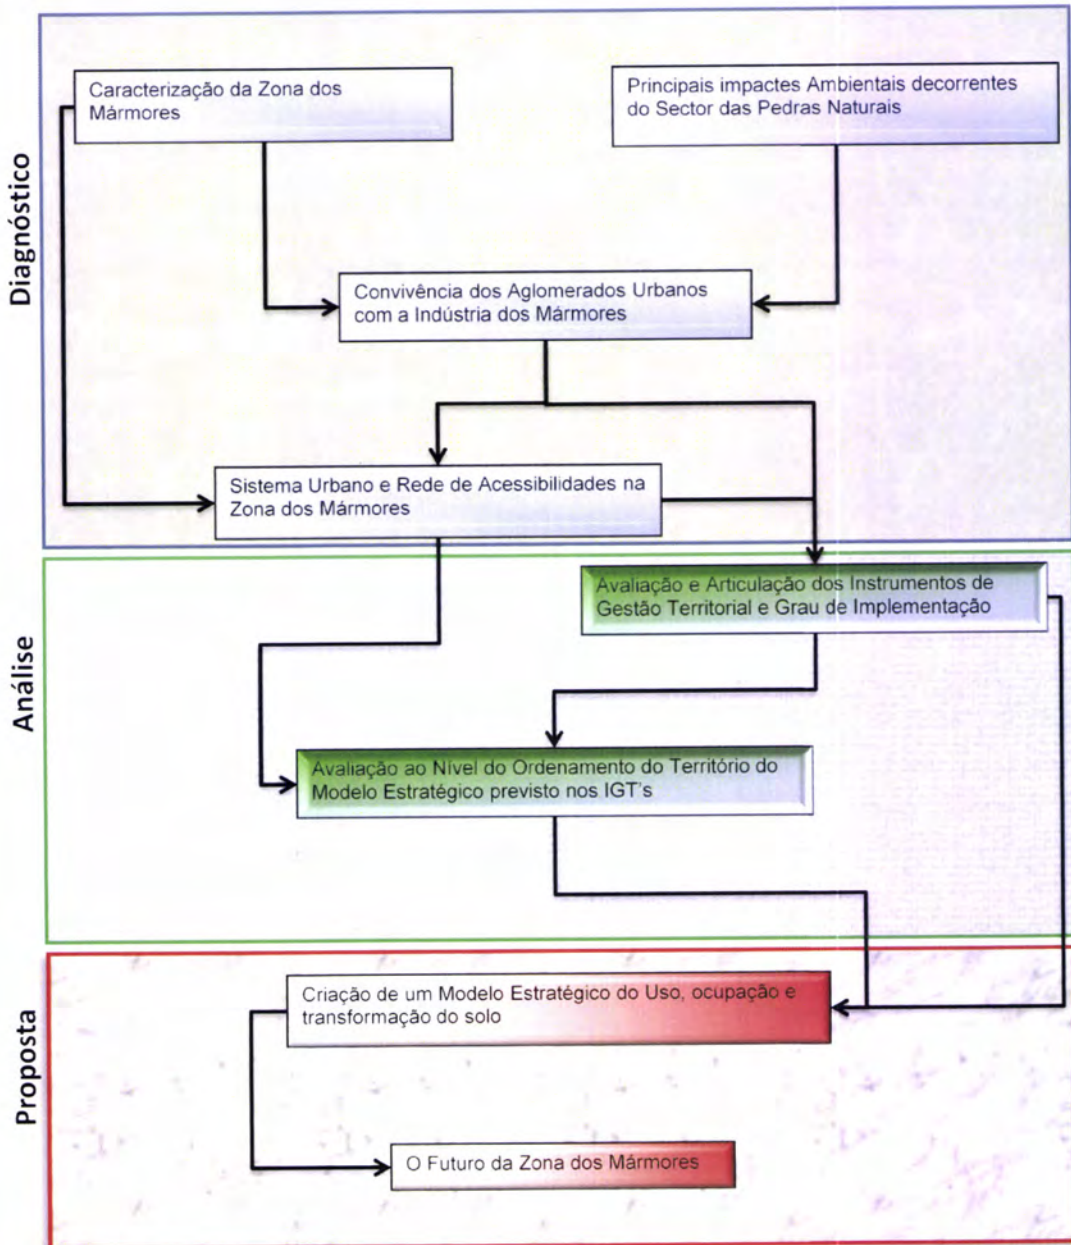 Diagnóstico
Caracterização da Zona dos
Mármores
Principais impactes Ambientais decorrentes
do Sector das Pedras Naturais
Convivência dos Aglomerados Urbanos
com a Indústria dos Mármores
Sistema Urbano e Rede de Acessibilidades na
Zona dos Mármores
Análise
Avaliação e Articulação dos Instrumentos de
Gestão Territorial e Grau de Implementação
Avaliação ao Nível do Ordenamento do Território do
Modelo Estratégico previsto nos IGT's
Proposta
Criação de um Modelo Estratégico do Uso, ocupação e
transformação do solo
O Futuro da Zona dos Mármores